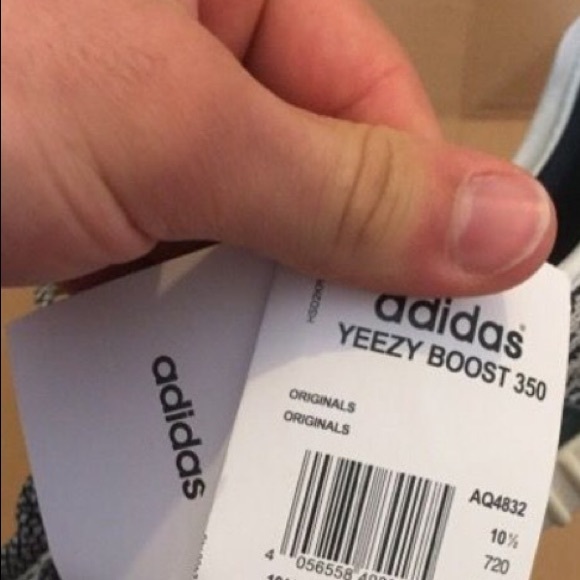 adidas
adidas®
YEEZY BOOST 350
ORIGINALS
ORIGINALS
AQ4832
10½
720
4 056558